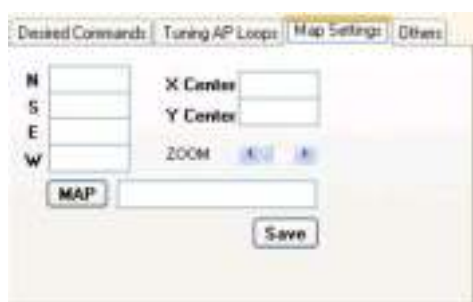 Desired Commands Tuning AP Loops Map Settings Others
N X Center
S Y Center
E
W ZOOM
MAP
Save